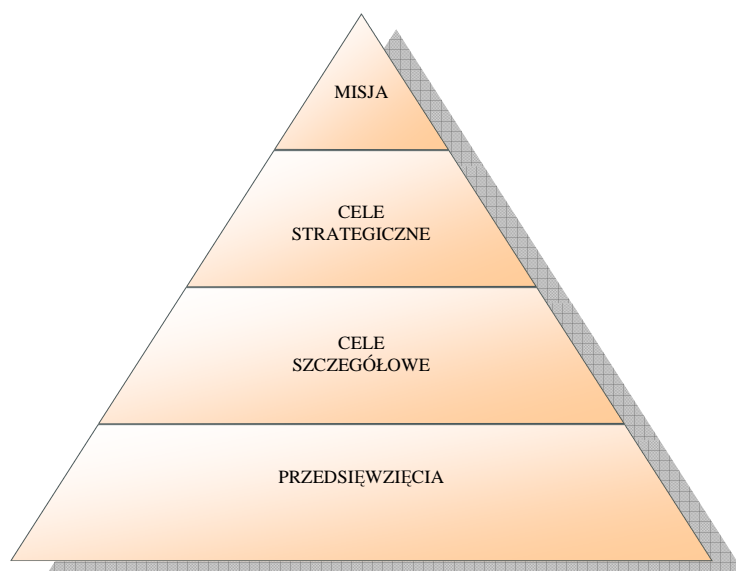 MISJA
CELE
STRATEGICZNE
CELE
SZCZEGÓŁOWE
PRZEDSIĘWZIĘCIA